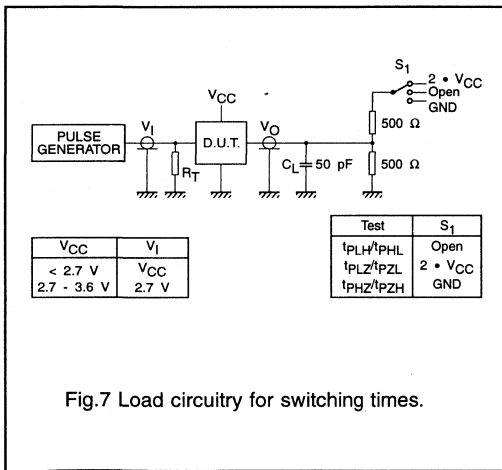 S1
2 • VCC
Open
GND
VCC
500 Ω
PULSE GENERATOR
VI
D.U.T.
VO
RT
CL
50 pF
500 Ω
VCC VI
< 2.7 V VCC
2.7 - 3.6 V 2.7 V
Test S1
tPLH/tPHL Open
tPLZ/tPZL 2 • VCC
tPHZ/tPZH GND
Fig.7 Load circuitry for switching times.